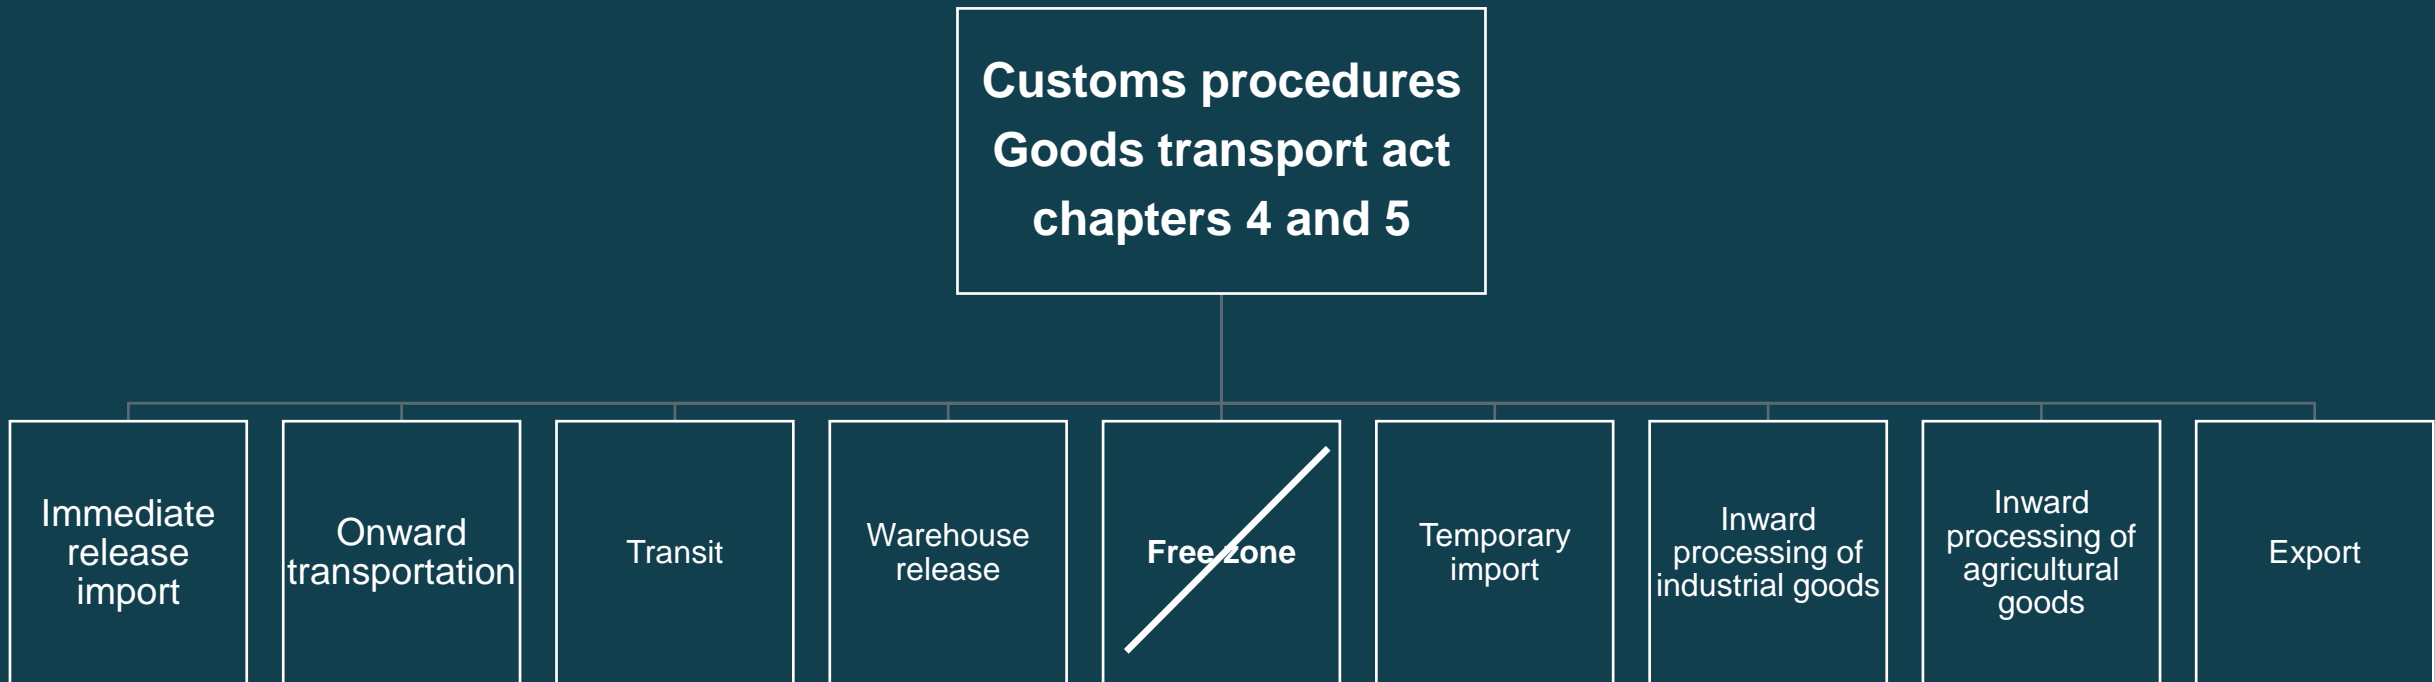 Customs procedures
Goods transport act
chapters 4 and 5
Immediate
release
import
Onward
transportation
Transit
Warehouse
release
Free zone
Temporary
import
Inward
processing of
industrial goods
Inward
processing of
agricultural
goods
Export